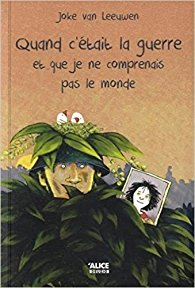 Joke van Leeuwen
Quand c'était la guerre
et que je ne comprenais
pas le monde
ALICE